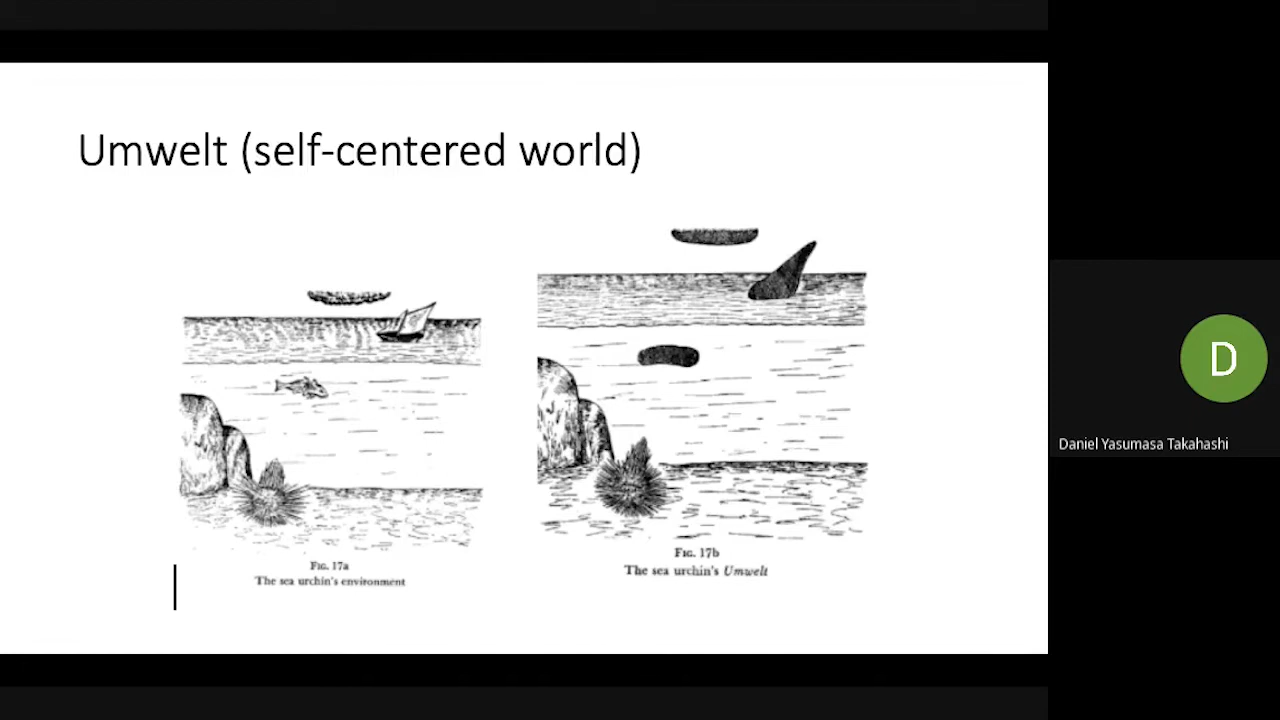 Umwelt (self-centered world)
Fig. 17a
The sea urchin's environment
Fig. 17b
The sea urchin's Umwelt
D
Daniel Yasumasa Takahashi